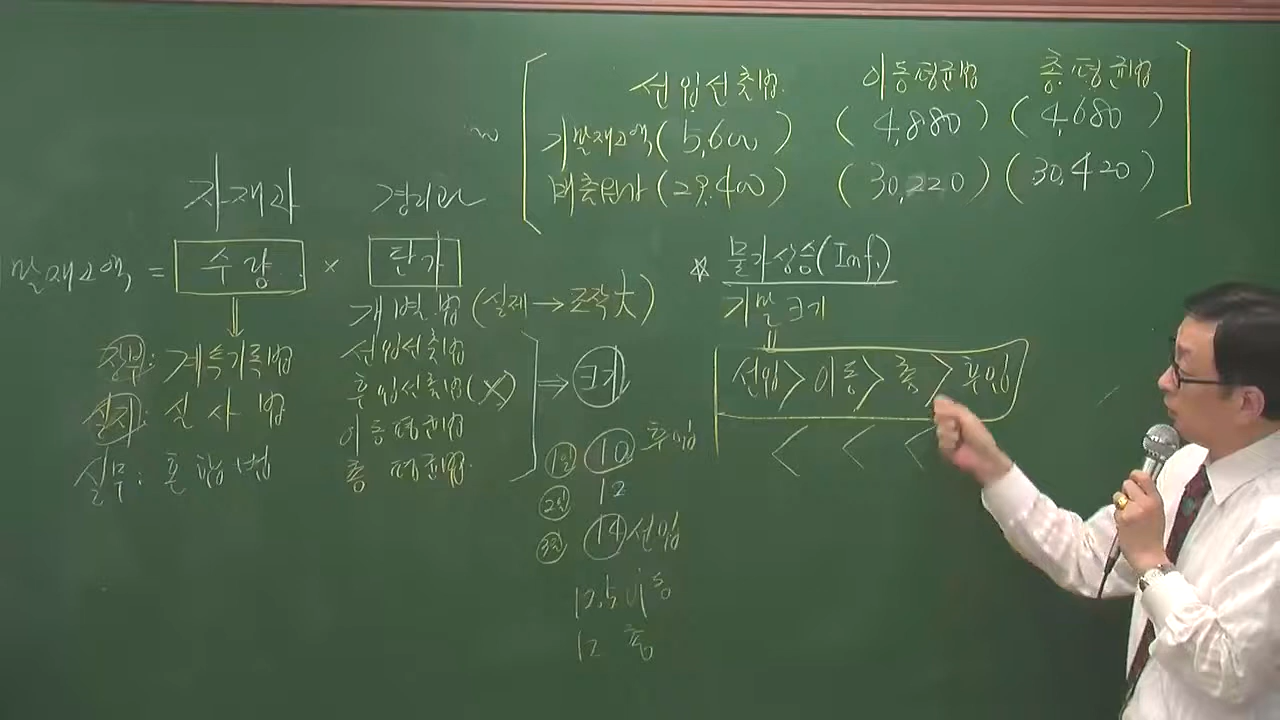 선입선출법 이동평균법 총평균법
기말재고액 (5,600) (4,880) (4,680)
매출원가 (29,400) (30,220) (30,420)
자재과 경리과
말재고액 = 수량 × 단가
개별법 (실제 → 조작大)
장부: 계속기록법 선입선출법
실지: 실사법 후입선출법(X) ⇒ 크기
이동평균법
실무: 혼합법 총평균법
1일 10 후입
2일 12
3일 14 선입
12.5 이동
12 총
☆ 물가상승(Inf.)
기말 크기
선입 > 이동 > 총 > 후입
< < <